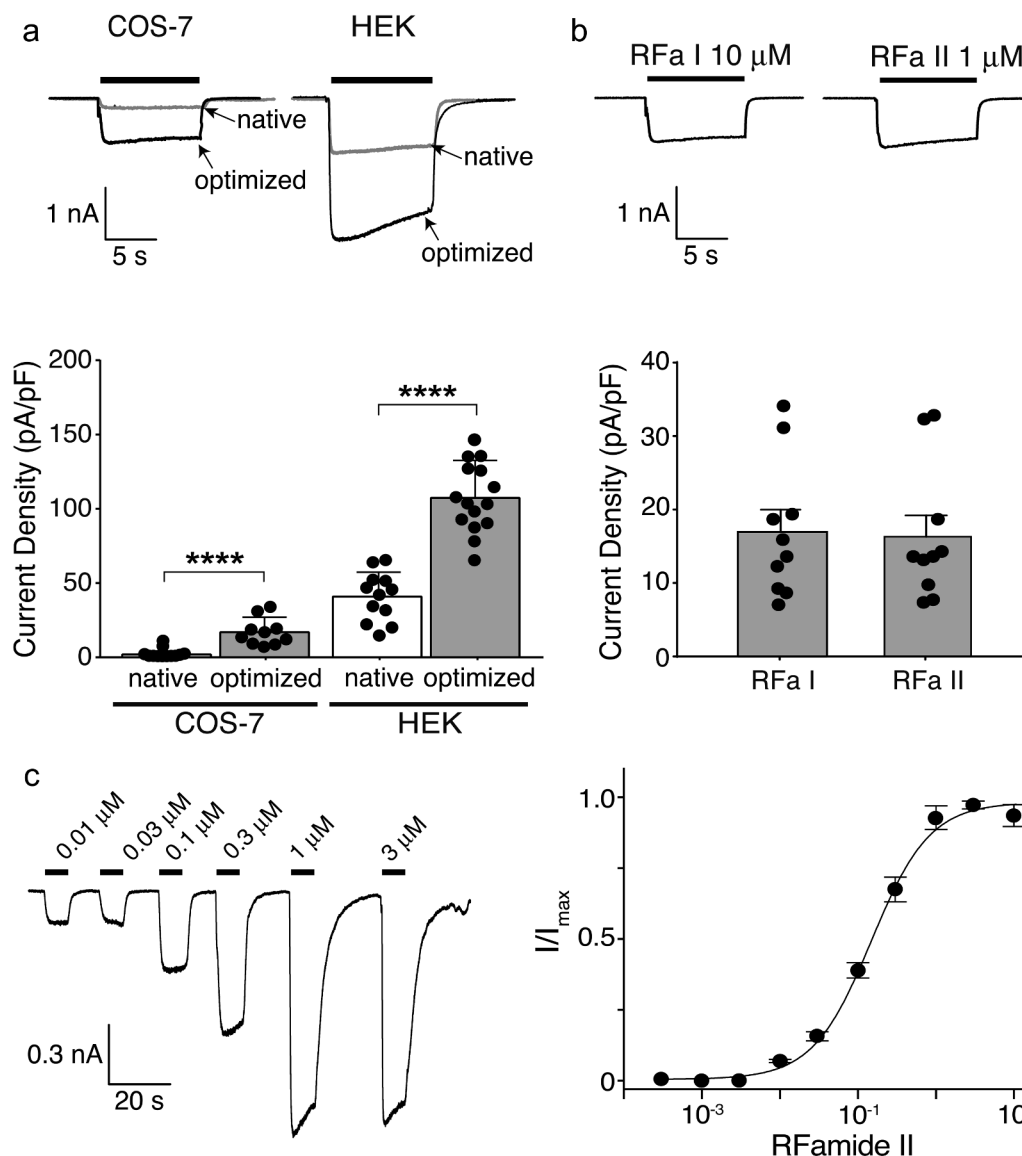 a
COS-7
HEK
native
optimized
native
optimized
1 nA
5 s
b
RFa I 10 μM
RFa II 1 μM
1 nA
5 s
Current Density (pA/pF)
200
150
100
50
0
****
****
native
optimized
native
optimized
COS-7
HEK
Current Density (pA/pF)
40
30
20
10
0
RFa I
RFa II
c
0.01 μM
0.03 μM
0.1 μM
0.3 μM
1 μM
3 μM
0.3 nA
20 s
I/Imax
1.0
0.5
0
10-3
10-1
10
RFamide II